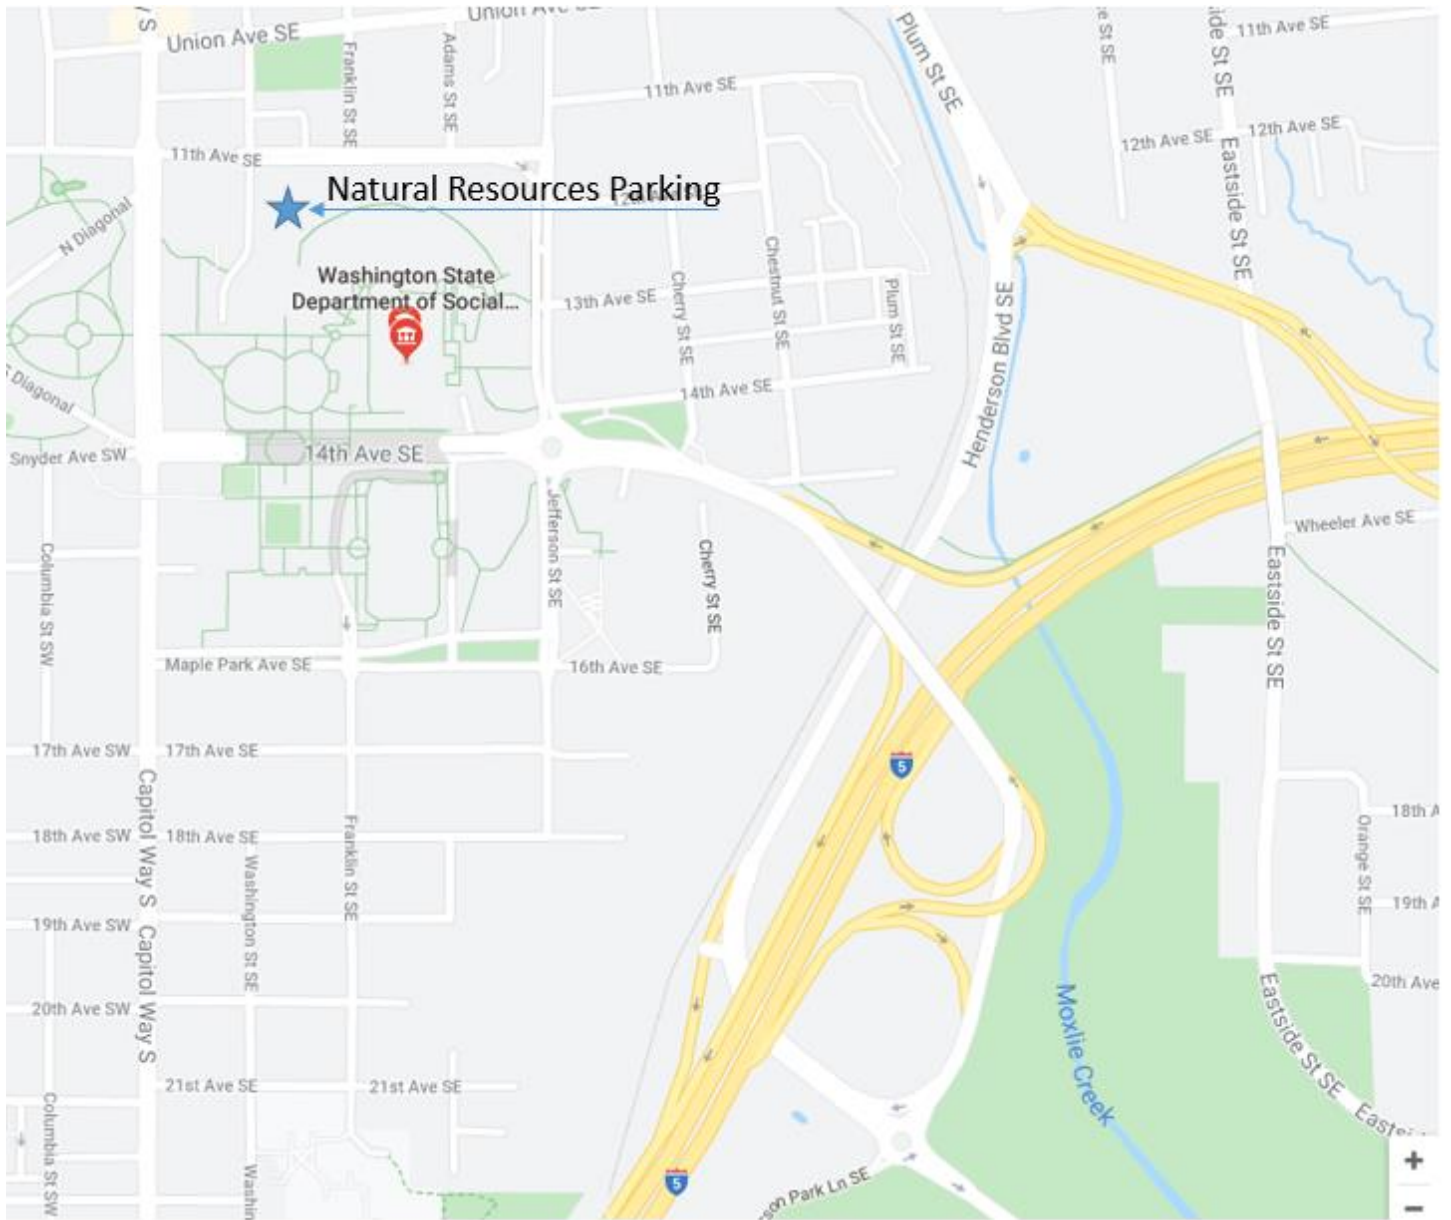 Union Ave SE
Plum St SE
11th Ave SE
Franklin St SE
Adams St SE
11th Ave SE
12th Ave SE
12th Ave SE
11th Ave SE
Eastside St SE
N Diagonal
Natural Resources Parking
Washington State
Department of Social...
13th Ave SE
Cherry St SE
Chestnut St SE
Plum St SE
Henderson Blvd SE
14th Ave SE
S Diagonal
Snyder Ave SW
14th Ave SE
Jefferson St SE
Cherry St SE
Wheeler Ave SE
Columbia St SW
Eastside St SE
Maple Park Ave SE
16th Ave SE
17th Ave SW
17th Ave SE
5
Capitol Way S
18th Ave SW
18th Ave SE
Franklin St SE
Washington St SE
18th A
Orange St SE
19th A
19th Ave SW
Capitol Way S
20th Ave SW
20th Ave
Eastside St SE
Moxlie Creek
21st Ave SE
21st Ave SE
Columbia St SW
Washin
5
son Park Ln SE
+
−